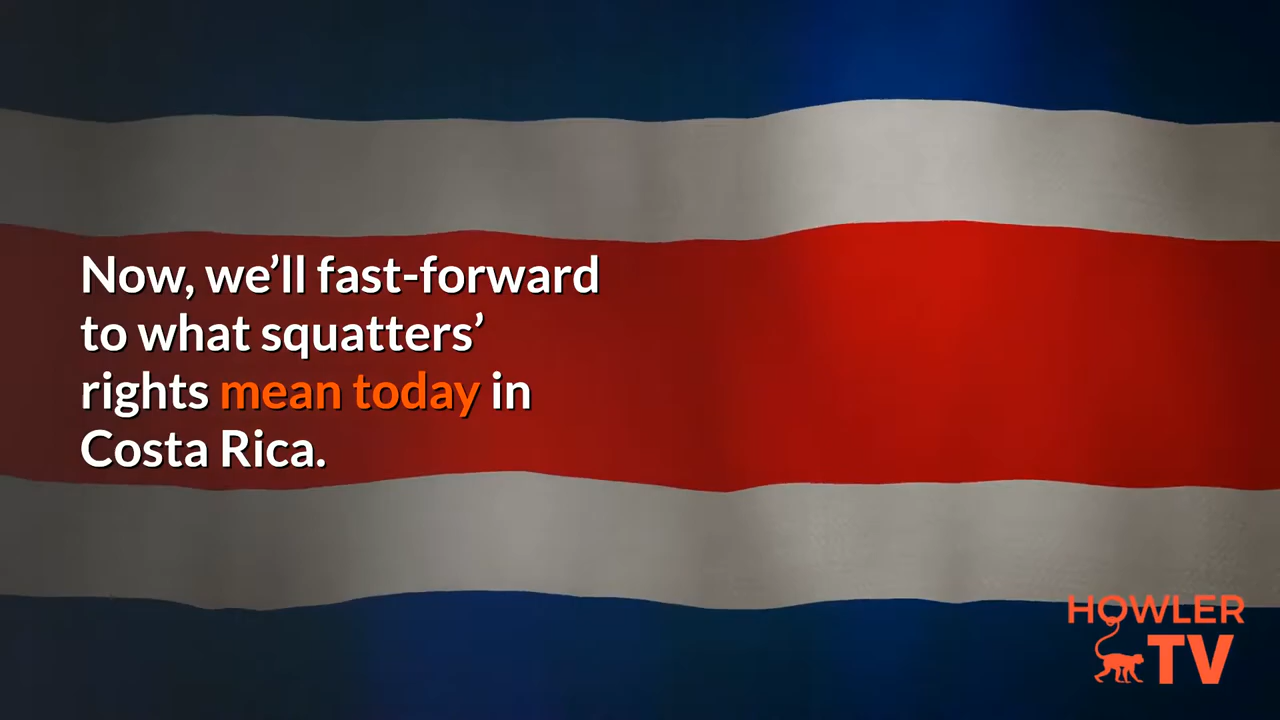 Now, we’ll fast-forward
to what squatters’
rights mean today in
Costa Rica.
HOWLER
TV